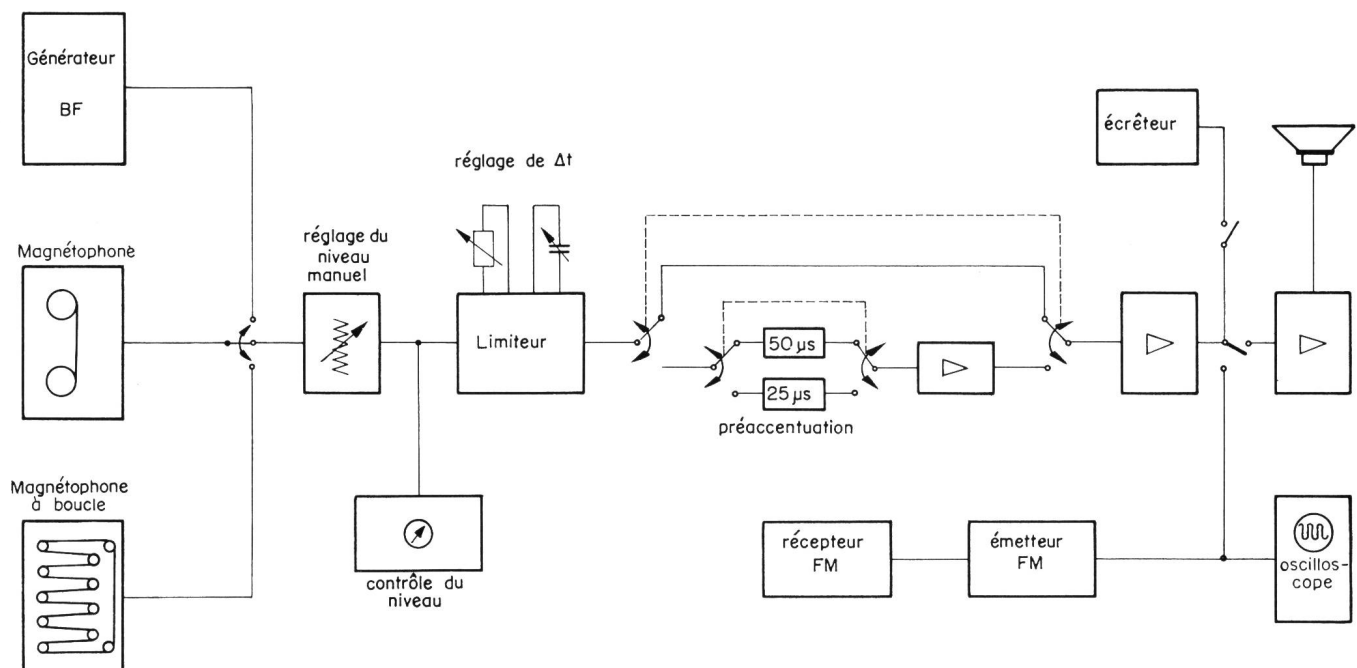 Générateur
BF
écrêteur
réglage de Δt
Magnétophone
réglage du
niveau
manuel
Limiteur
50 µs
25 µs
préaccentuation
Magnétophone
à boucle
contrôle du
niveau
récepteur
FM
émetteur
FM
oscillos-
cope